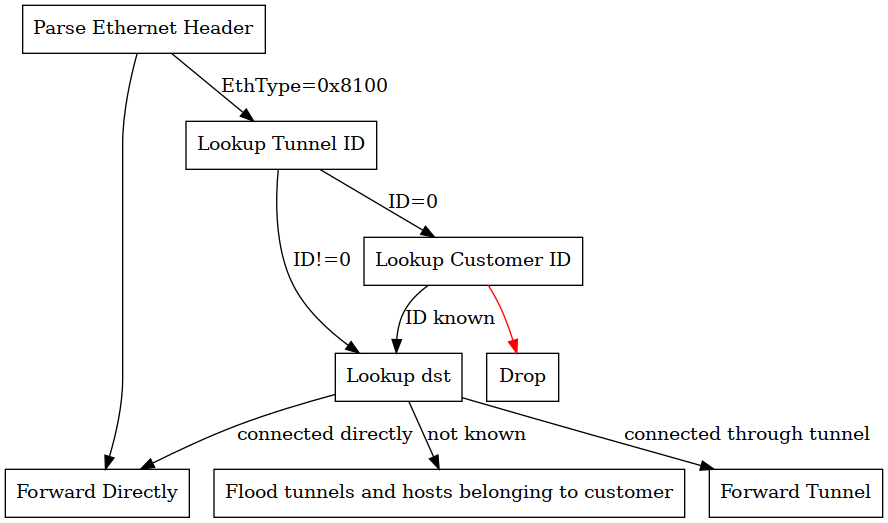 Parse Ethernet Header
EthType=0x8100
Lookup Tunnel ID
ID=0
ID!=0
Lookup Customer ID
ID known
Lookup dst
Drop
connected directly
not known
connected through tunnel
Forward Directly
Flood tunnels and hosts belonging to customer
Forward Tunnel